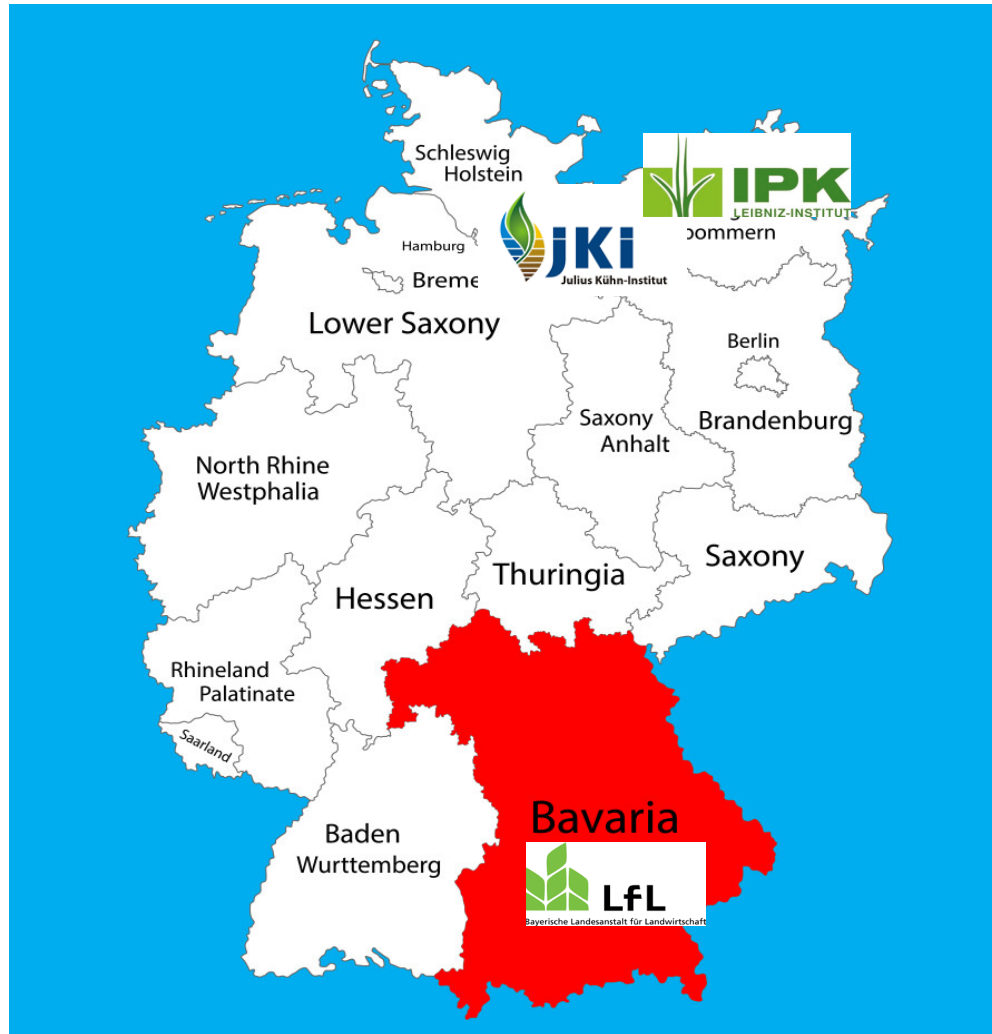 Schleswig
Holstein
IPK
LEIBNIZ-INSTITUT
pommern
Hamburg
JKi
Julius Kühn-Institut
Breme
Lower Saxony
Berlin
Saxony
Anhalt
Brandenburg
North Rhine
Westphalia
Saxony
Thuringia
Hessen
Rhineland
Palatinate
Saarland
Bavaria
Baden
Wurttemberg
LfL
Bayerische Landesanstalt für Landwirtschaft